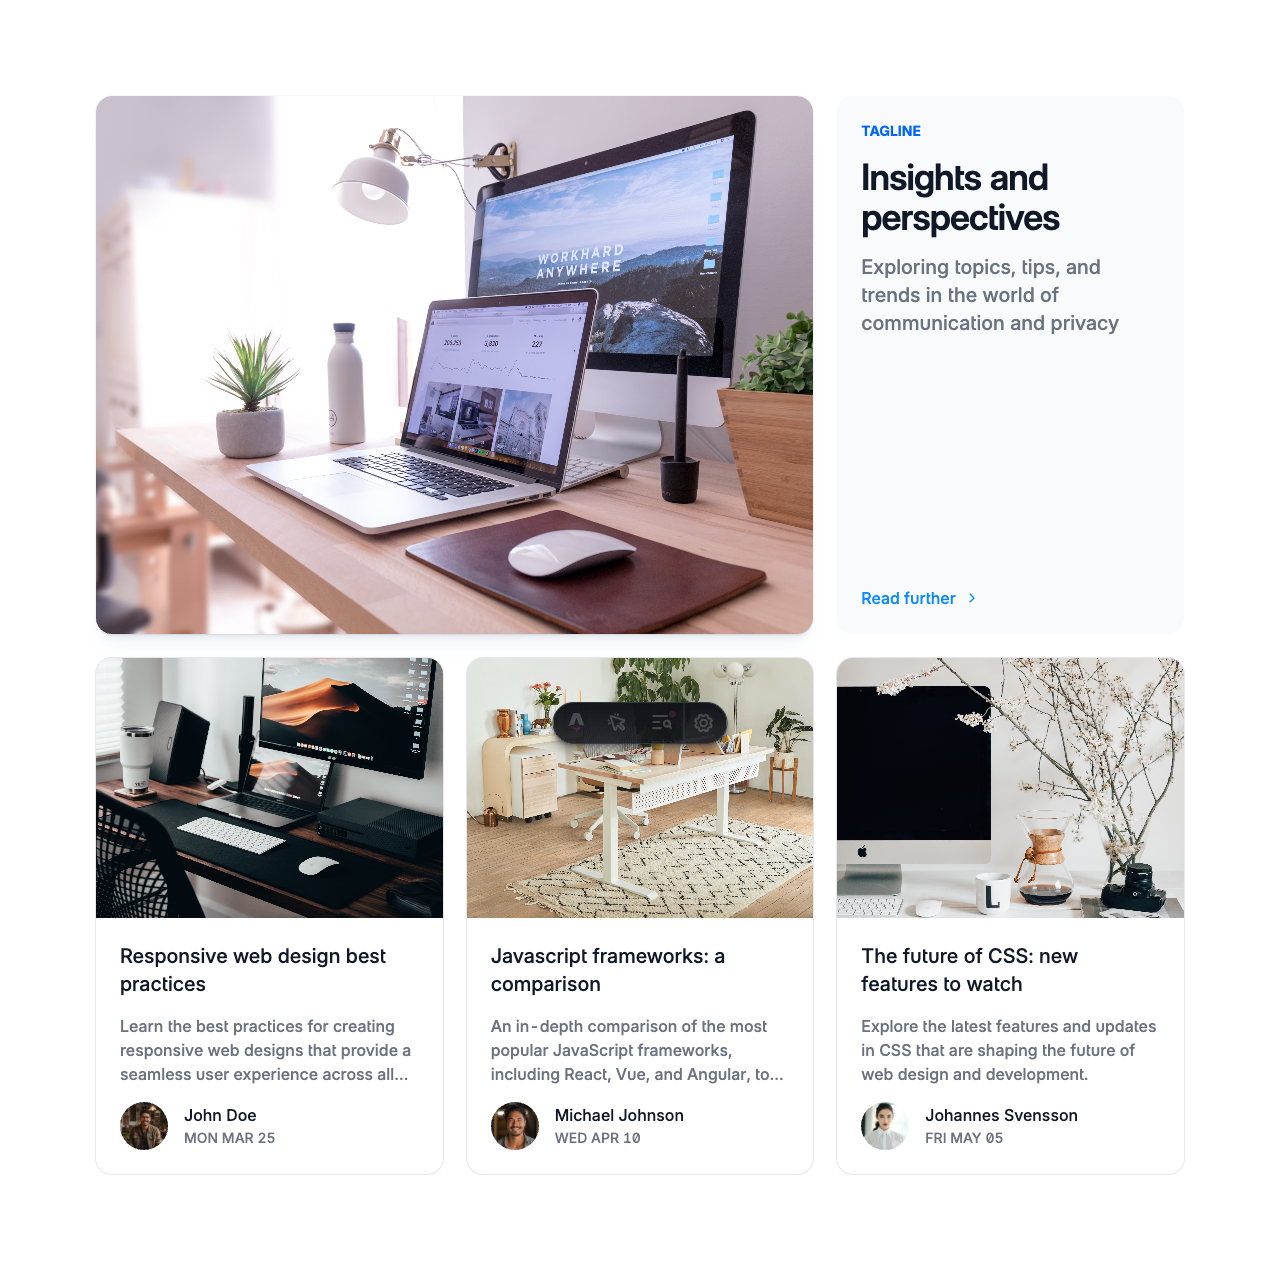 WORKHARD
ANYWHERE
TAGLINE
Insights and
perspectives
Exploring topics, tips, and
trends in the world of
communication and privacy
Read further
L
Responsive web design best
practices
Learn the best practices for creating
responsive web designs that provide a
seamless user experience across all...
John Doe
MON MAR 25
Javascript frameworks: a
comparison
An in-depth comparison of the most
popular JavaScript frameworks,
including React, Vue, and Angular, to...
Michael Johnson
WED APR 10
The future of CSS: new
features to watch
Explore the latest features and updates
in CSS that are shaping the future of
web design and development.
Johannes Svensson
FRI MAY 05